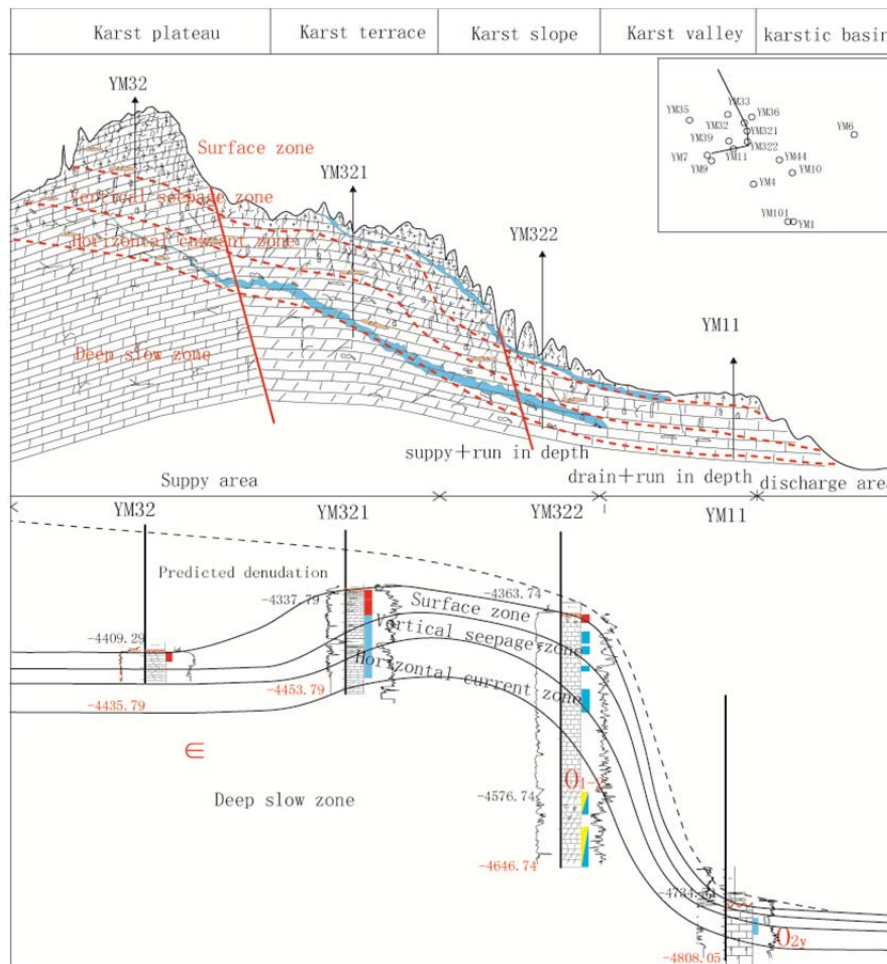 Karst plateau Karst terrace Karst slope Karst valley karstic basin
YM32
YM33
YM36
YM35
YM32
YM321
YM6
YM39
YM322
YM7
YM11
YM44
YM9
YM10
YM4
YM101
YM1
Surface zone
YM321
Vertical seepage zone
YM322
Horizontal current zone
YM11
Deep slow zone
suppy+run in depth
Suppy area
drain+run in depth
discharge area
YM32
YM321
YM322
YM11
Predicted denudation
-4337.79
-4363.74
Surface zone
-4409.29
Vertical seepage zone
Horizontal current zone
-4453.79
-4435.79
∈
Deep slow zone
-4576.74
-4646.74
O2y
-4808.05